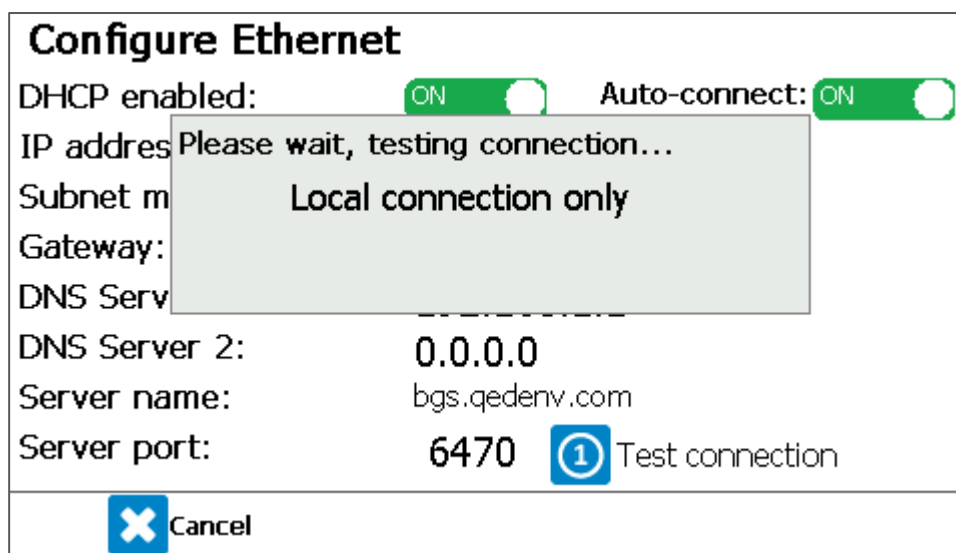 Configure Ethernet
DHCP enabled: ON Auto-connect: ON
IP addres
Please wait, testing connection...
Subnet m
Local connection only
Gateway:
DNS Serv
DNS Server 2: 0.0.0.0
Server name: bgs.qedenv.com
Server port: 6470 1 Test connection
Cancel